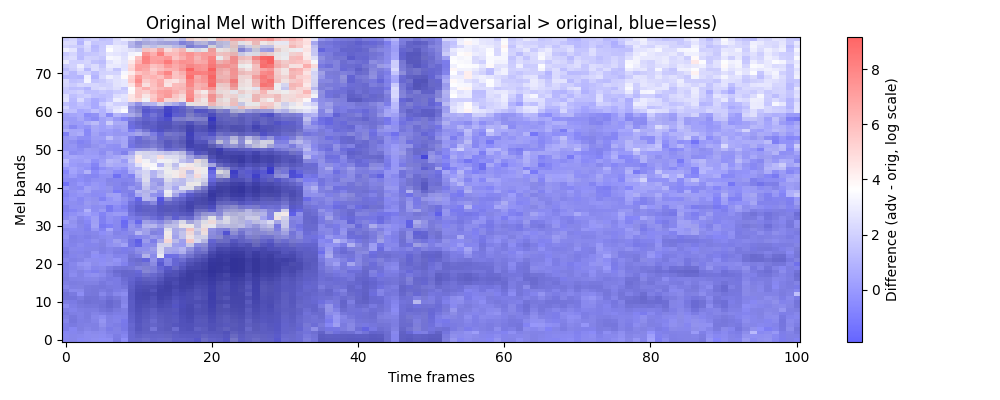 Original Mel with Differences (red=adversarial > original, blue=less)
Mel bands
70
60
50
40
30
20
10
0
0 20 40 60 80 100
Time frames
8
6
4
2
0
Difference (adv - orig, log scale)